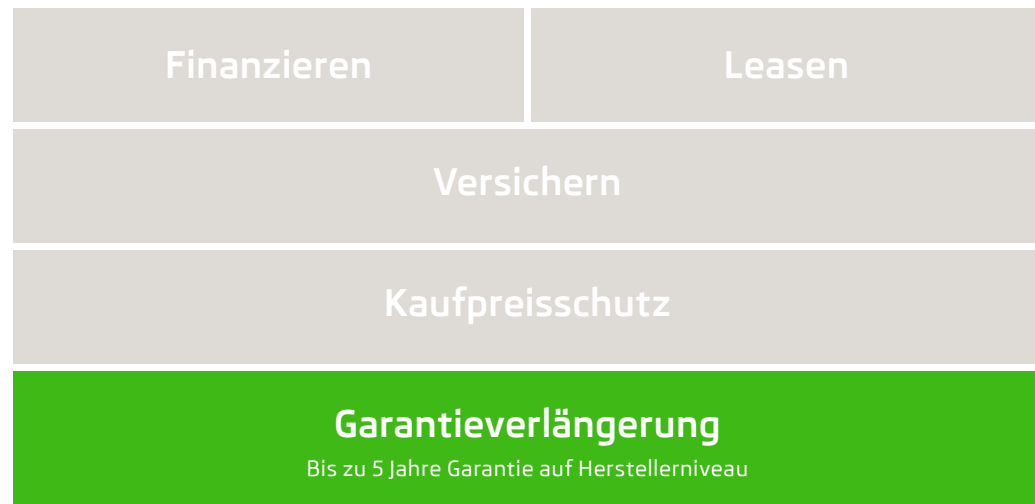 Finanzieren
Leasen
Versichern
Kaufpreisschutz
Garantieverlängerung
Bis zu 5 Jahre Garantie auf Herstellerniveau